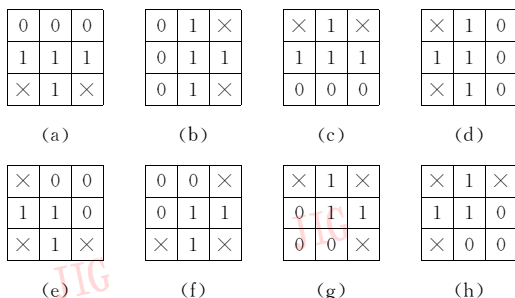 0 0 0 0 1 × × 1 × × 1 0
1 1 1 0 1 1 1 1 1 1 1 0
× 1 × 0 1 × 0 0 0 × 1 0
(a) (b) (c) (d)
× 0 0 0 0 × × 1 × × 1 ×
1 1 0 0 1 1 0 1 1 1 1 0
× 1 × × 1 × 0 0 × × 0 0
(e) (f) (g) (h)
JIG
JIG